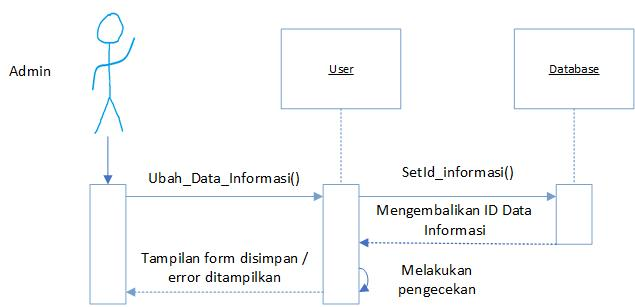 Admin
User
Database
Ubah_Data_Informasi()
SetId_informasi()
Mengembalikan ID Data
Informasi
Tampilan form disimpan /
error ditampilkan
Melakukan
pengecekan